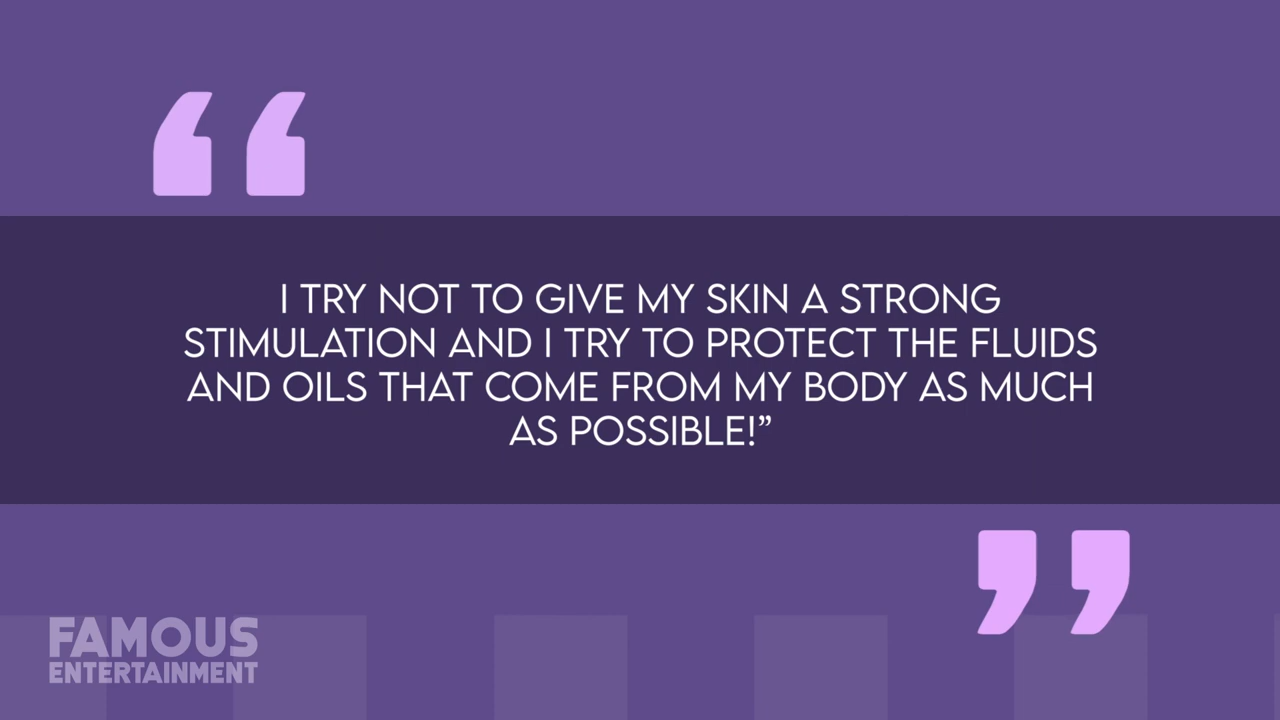 I TRY NOT TO GIVE MY SKIN A STRONG
STIMULATION AND I TRY TO PROTECT THE FLUIDS
AND OILS THAT COME FROM MY BODY AS MUCH
AS POSSIBLE!”
FAMOUS
ENTERTAINMENT